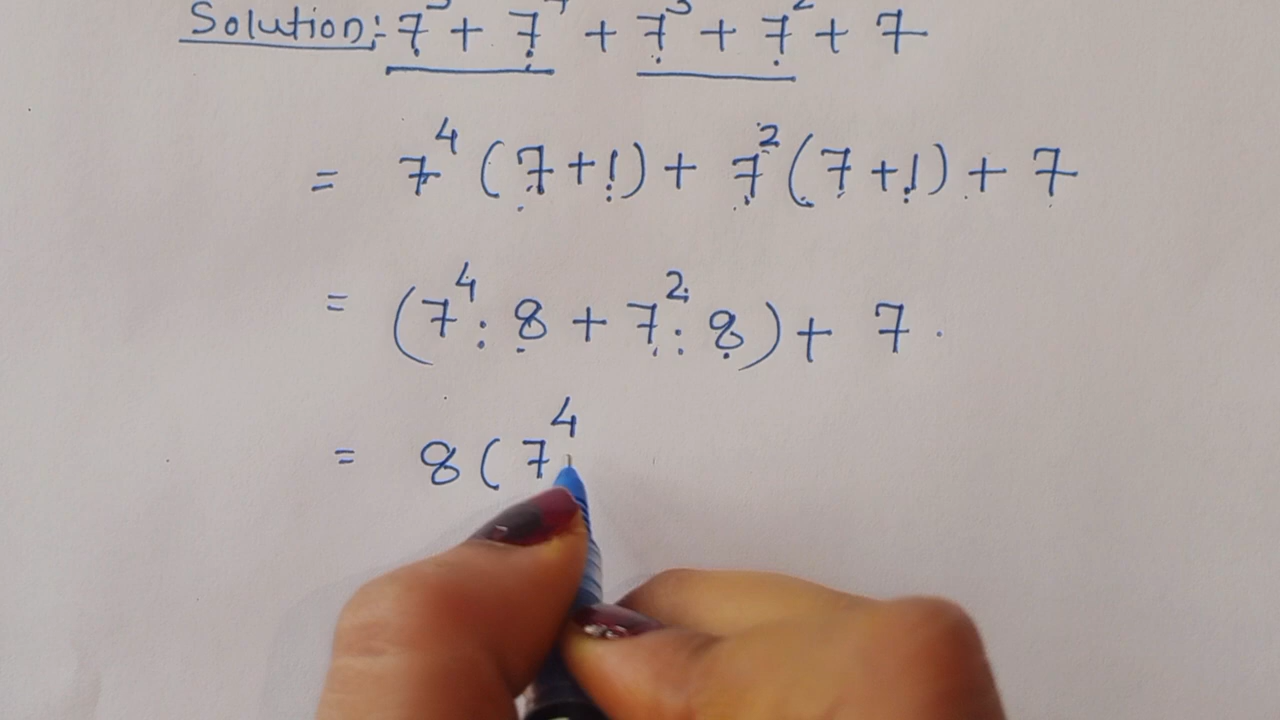 Solution:- 7⁵ + 7⁴ + 7³ + 7² + 7
= 7⁴ (7+1) + 7² (7+1) + 7
= (7⁴. 8 + 7². 8) + 7.
= 8 ( 7⁴